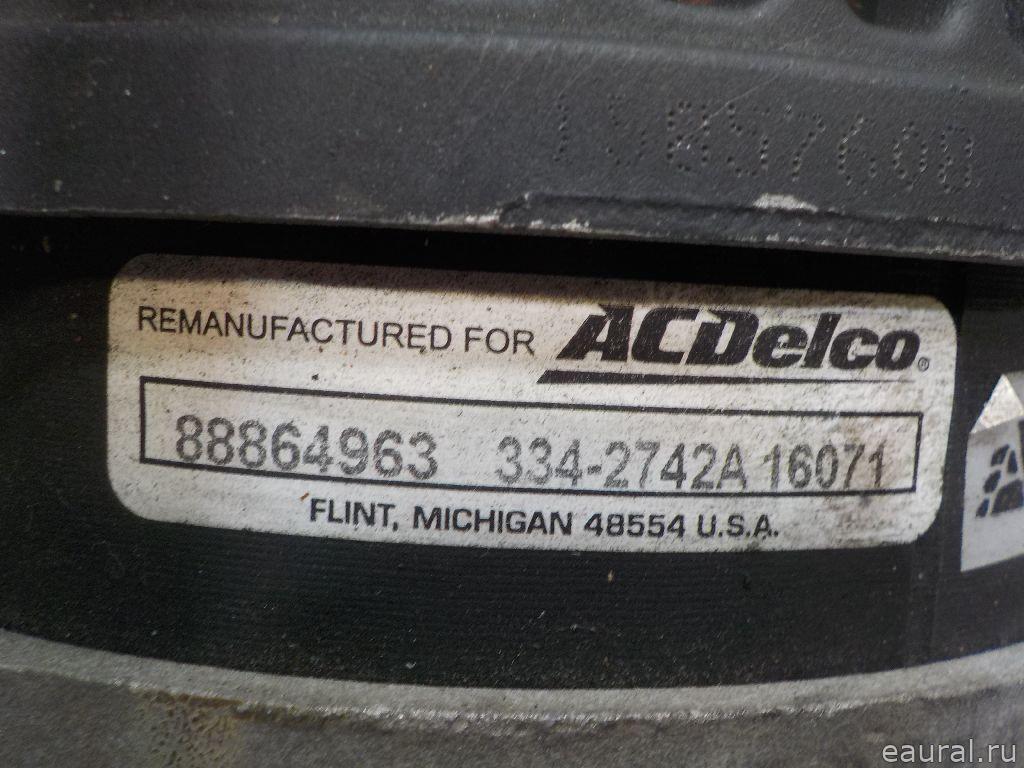 REMANUFACTURED FOR ACDelco®
88864963 334-2742A 16071
FLINT, MICHIGAN 48554 U.S.A.
eaural.ru